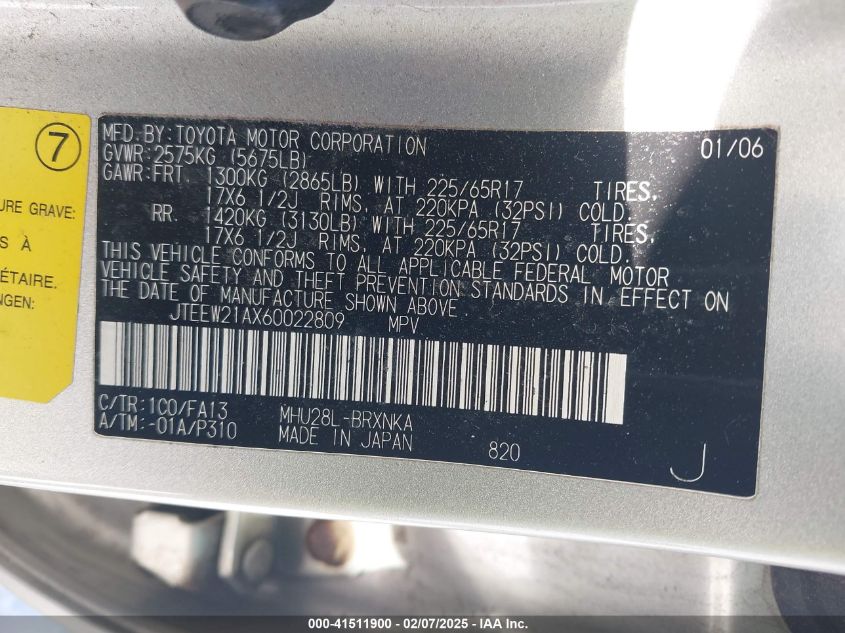 7
URE GRAVE:
S À
ÉTAIRE.
NGEN:
MFD. BY: TOYOTA MOTOR CORPORATION 01/06
GVWR: 2575KG (5675LB)
GAWR: FRT. 1300KG (2865LB) WITH 225/65R17 TIRES,
17X6 1/2J RIMS, AT 220KPA (32PSI) COLD.
RR. 1420KG (3130LB) WITH 225/65R17 TIRES,
17X6 1/2J RIMS, AT 220KPA (32PSI) COLD.
THIS VEHICLE CONFORMS TO ALL APPLICABLE FEDERAL MOTOR
VEHICLE SAFETY AND THEFT PREVENTION STANDARDS IN EFFECT ON
THE DATE OF MANUFACTURE SHOWN ABOVE.
JTEEW21AX60022809 MPV
C/TR: 1C0/FA13 MHU28L-BRXNKA
A/TM: -01A/P310 MADE IN JAPAN 820
J
000-41511900 - 02/07/2025 - IAA, Inc.